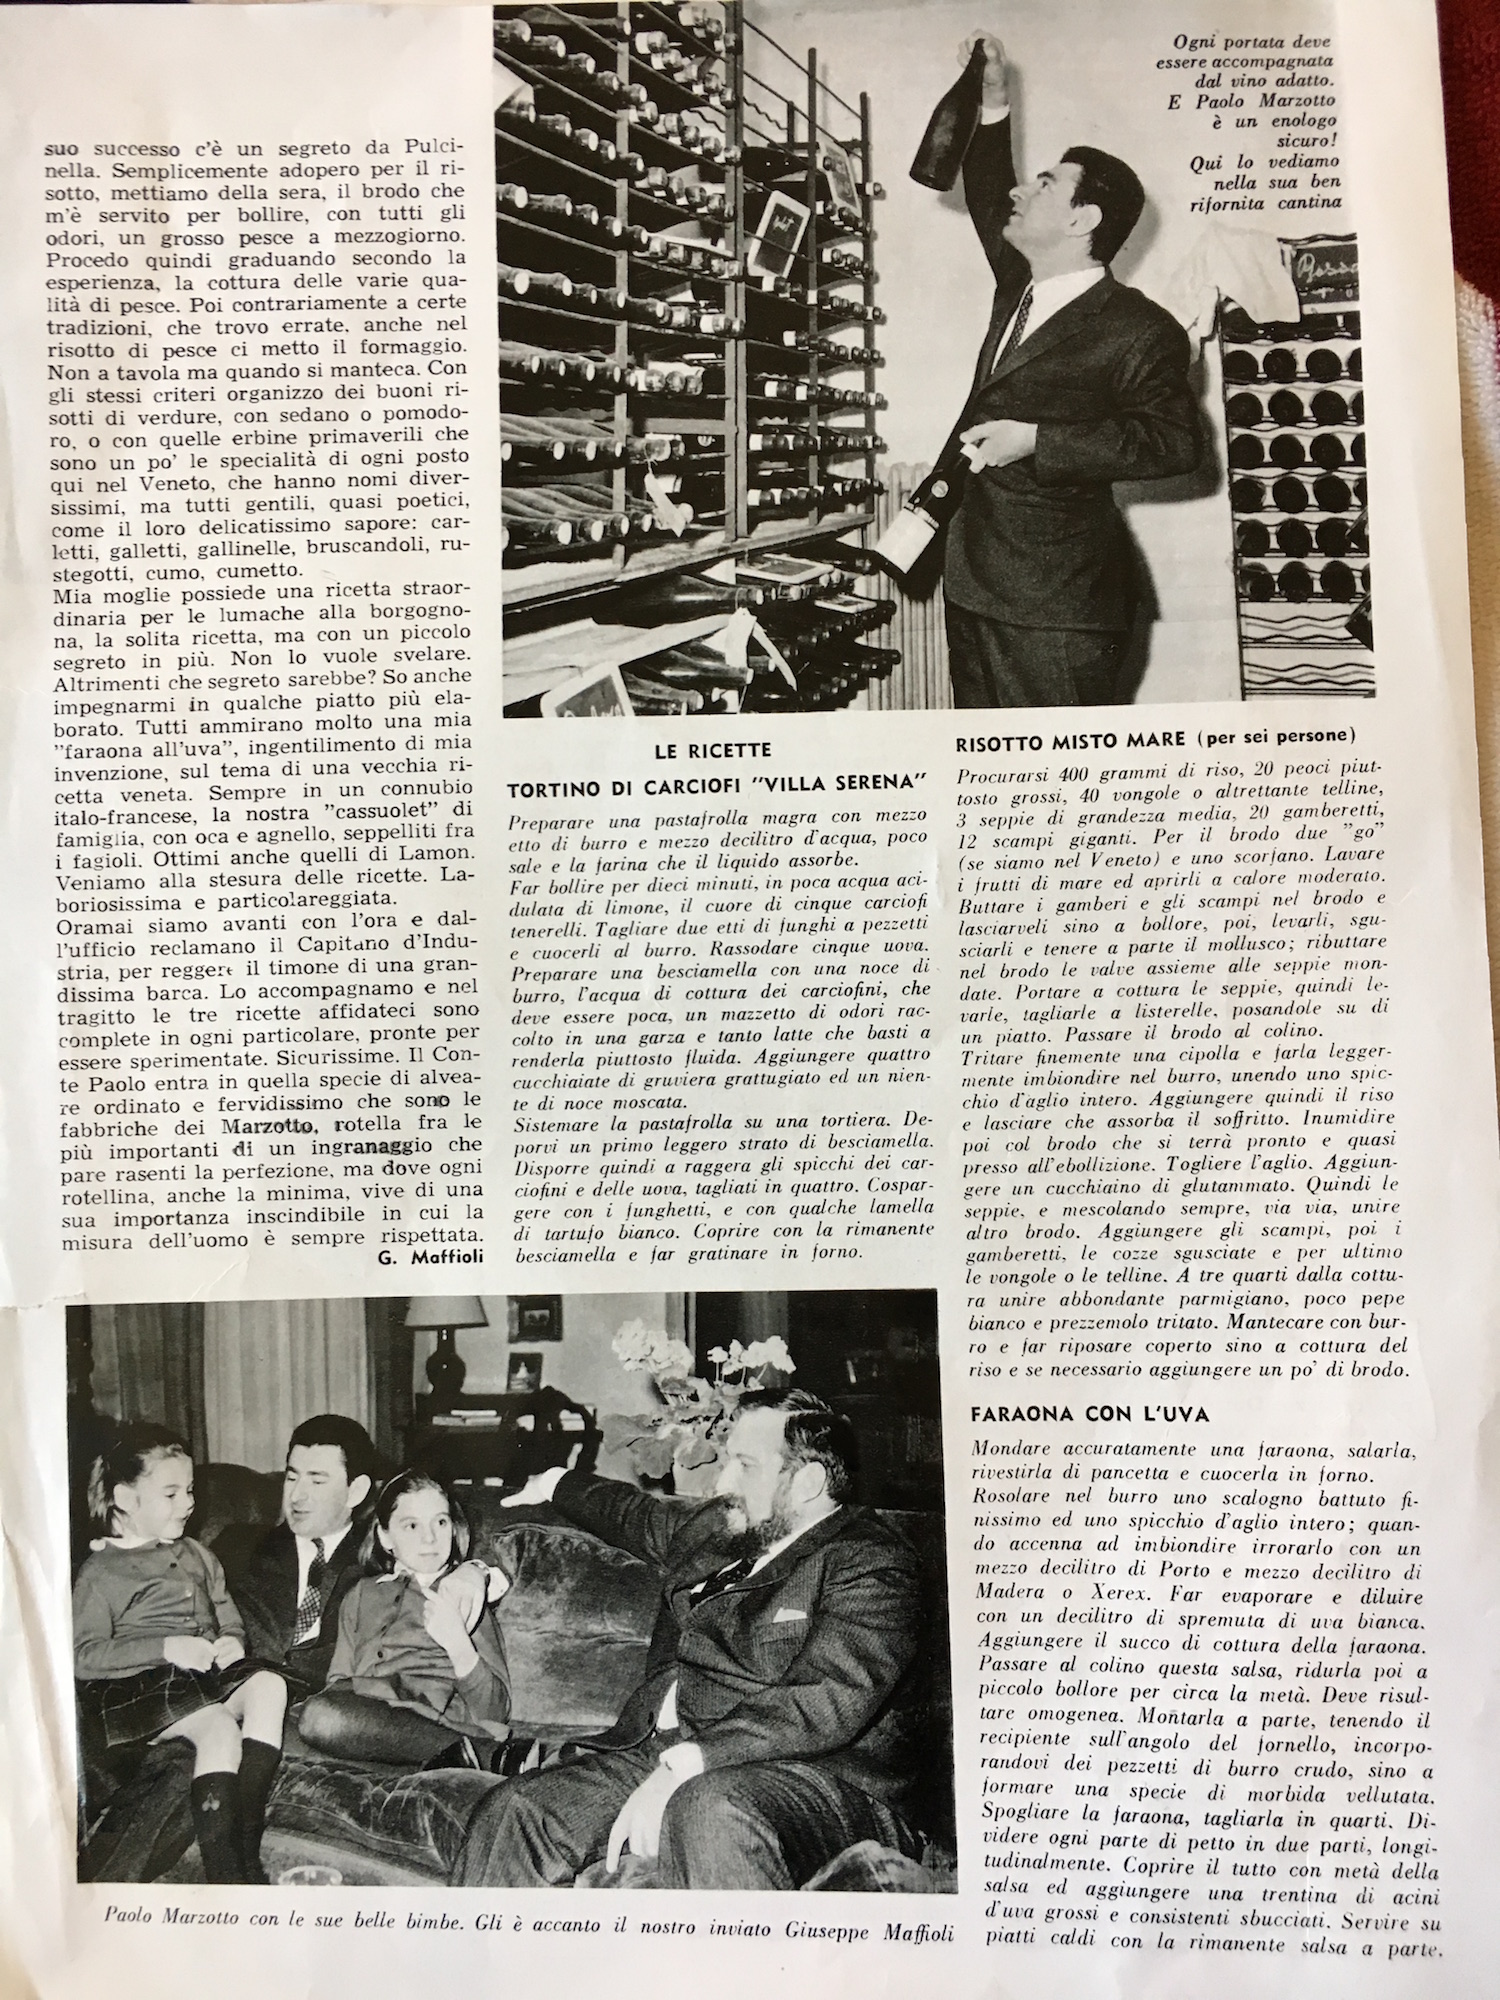 Ogni portata deve
essere accompagnata
dal vino adatto.
E Paolo Marzotto
è un enologo
sicuro!
Qui lo vediamo
nella sua ben
rifornita cantina
suo successo c'è un segreto da Pulci-
nella. Semplicemente adopero per il ri-
sotto, mettiamo della sera, il brodo che
m'è servito per bollire, con tutti gli
odori, un grosso pesce a mezzogiorno.
Procedo quindi graduando secondo la
esperienza, la cottura delle varie qua-
lità di pesce. Poi contrariamente a certe
tradizioni, che trovo errate, anche nel
risotto di pesce ci metto il formaggio.
Non a tavola ma quando si manteca. Con
gli stessi criteri organizzo dei buoni ri-
sotti di verdure, con sedano o pomodo-
ro, o con quelle erbine primaverili che
sono un po' le specialità di ogni posto
qui nel Veneto, che hanno nomi diver-
sissimi, ma tutti gentili, quasi poetici,
come il loro delicatissimo sapore: car-
letti, galletti, gallinelle, bruscandoli, ru-
stegotti, cumo, cumetto.
Mia moglie possiede una ricetta straor-
dinaria per le lumache alla borgogno-
na, la solita ricetta, ma con un piccolo
segreto in più. Non lo vuole svelare.
Altrimenti che segreto sarebbe? So anche
impegnarmi in qualche piatto più ela-
borato. Tutti ammirano molto una mia
"faraona all'uva", ingentilimento di mia
invenzione, sul tema di una vecchia ri-
cetta veneta. Sempre in un connubio
italo-francese, la nostra "cassuolet" di
famiglia, con oca e agnello, seppelliti fra
i fagioli. Ottimi anche quelli di Lamon.
Veniamo alla stesura delle ricette. La-
boriosissima e particolareggiata.
Oramai siamo avanti con l'ora e dal-
l'ufficio reclamano il Capitano d'Indu-
stria, per reggere il timone di una gran-
dissima barca. Lo accompagnamo e nel
tragitto le tre ricette affidateci sono
complete in ogni particolare, pronte per
essere sperimentate. Sicurissime. Il Con-
te Paolo entra in quella specie di alvea-
re ordinato e fervidissimo che sono le
fabbriche dei Marzotto, rotella fra le
più importanti di un ingranaggio che
pare rasenti la perfezione, ma dove ogni
rotellina, anche la minima, vive di una
sua importanza inscindibile in cui la
misura dell'uomo è sempre rispettata.
G. Maffioli
LE RICETTE
TORTINO DI CARCIOFI "VILLA SERENA"
Preparare una pastafrolla magra con mezzo
etto di burro e mezzo decilitro d'acqua, poco
sale e la farina che il liquido assorbe.
Far bollire per dieci minuti, in poca acqua aci-
dulata di limone, il cuore di cinque carciofi
tenerelli. Tagliare due etti di funghi a pezzetti
e cuocerli al burro. Rassodare cinque uova.
Preparare una besciamella con una noce di
burro, l'acqua di cottura dei carciofini, che
deve essere poca, un mazzetto di odori rac-
colto in una garza e tanto latte che basti a
renderla piuttosto fluida. Aggiungere quattro
cucchiaiate di gruviera grattugiato ed un nien-
te di noce moscata.
Sistemare la pastafrolla su una tortiera. De-
porvi un primo leggero strato di besciamella.
Disporre quindi a raggera gli spicchi dei car-
ciofini e delle uova, tagliati in quattro. Cospar-
gere con i funghetti, e con qualche lamella
di tartufo bianco. Coprire con la rimanente
besciamella e far gratinare in forno.
RISOTTO MISTO MARE (per sei persone)
Procurarsi 400 grammi di riso, 20 peoci piut-
tosto grossi, 40 vongole o altrettante telline,
3 seppie di grandezza media, 20 gamberetti,
12 scampi giganti. Per il brodo due "go"
(se siamo nel Veneto) e uno scorfano. Lavare
i frutti di mare ed aprirli a calore moderato.
Buttare i gamberi e gli scampi nel brodo e
lasciarveli sino a bollore, poi, levarli, sgu-
sciarli e tenere a parte il mollusco; ributtare
nel brodo le valve assieme alle seppie mon-
date. Portare a cottura le seppie, quindi le-
varle, tagliarle a listerelle, posandole su di
un piatto. Passare il brodo al colino.
Tritare finemente una cipolla e farla legger-
mente imbiondire nel burro, unendo uno spic-
chio d'aglio intero. Aggiungere quindi il riso
e lasciare che assorba il soffritto. Inumidire
poi col brodo che si terrà pronto e quasi
presso all'ebollizione. Togliere l'aglio. Aggiun-
gere un cucchiaino di glutammato. Quindi le
seppie, e mescolando sempre, via via, unire
altro brodo. Aggiungere gli scampi, poi i
gamberetti, le cozze sgusciate e per ultimo
le vongole o le telline. A tre quarti dalla cottu-
ra unire abbondante parmigiano, poco pepe
bianco e prezzemolo tritato. Mantecare con bur-
ro e far riposare coperto sino a cottura del
riso e se necessario aggiungere un po' di brodo.
FARAONA CON L'UVA
Mondare accuratamente una faraona, salarla,
rivestirla di pancetta e cuocerla in forno.
Rosolare nel burro uno scalogno battuto fi-
nissimo ed uno spicchio d'aglio intero; quan-
do accenna ad imbiondire irrorarlo con un
mezzo decilitro di Porto e mezzo decilitro di
Madera o Xerex. Far evaporare e diluire
con un decilitro di spremuta di uva bianca.
Aggiungere il succo di cottura della faraona.
Passare al colino questa salsa, ridurla poi a
piccolo bollore per circa la metà. Deve risul-
tare omogenea. Montarla a parte, tenendo il
recipiente sull'angolo del fornello, incorpo-
randovi dei pezzetti di burro crudo, sino a
formare una specie di morbida vellutata.
Spogliare la faraona, tagliarla in quarti. Di-
videre ogni parte di petto in due parti, longi-
tudinalmente. Coprire il tutto con metà della
salsa ed aggiungere una trentina di acini
d'uva grossi e consistenti sbucciati. Servire su
piatti caldi con la rimanente salsa a parte.
Paolo Marzotto con le sue belle bimbe. Gli è accanto il nostro inviato Giuseppe Maffioli